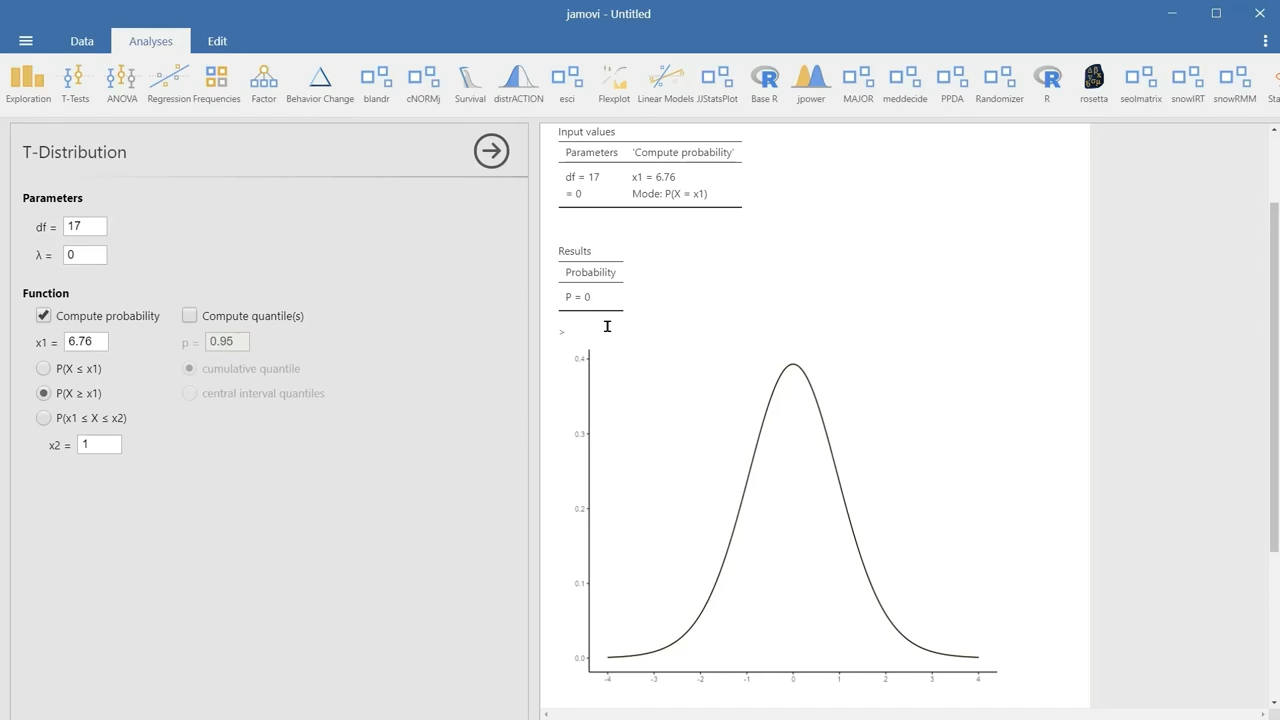 jamovi - Untitled
Data Analyses Edit
Exploration T-Tests ANOVA Regression Frequencies Factor Behavior Change blandr cNORMj Survival distrACTION esci Flexplot Linear Models JJStatsPlot Base R jpower MAJOR meddecide PPDA Randomizer R rosetta seolmatrix snowIRT snowRMM
T-Distribution
Parameters
df = 17
λ = 0
Function
Compute probability Compute quantile(s)
x1 = 6.76 p = 0.95
P(X ≤ x1) cumulative quantile
P(X ≥ x1) central interval quantiles
P(x1 ≤ X ≤ x2)
x2 = 1
Input values
Parameters 'Compute probability'
df = 17 x1 = 6.76
= 0 Mode: P(X = x1)
Results
Probability
P = 0
>
0.4
0.3
0.2
0.1
0.0
-4 -3 -2 -1 0 1 2 3 4